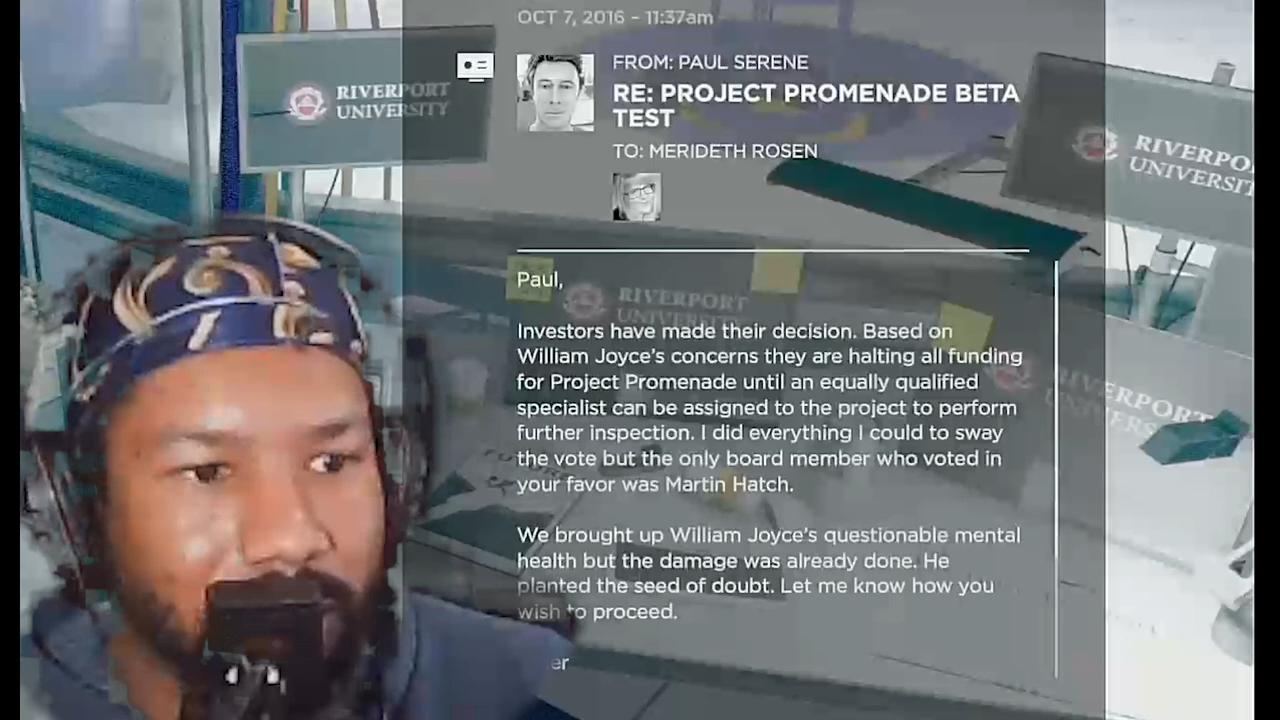 OCT 7, 2016 - 11:37am
FROM: PAUL SERENE
RE: PROJECT PROMENADE BETA
TEST
TO: MERIDETH ROSEN
RIVERPORT
UNIVERSITY
RIVERPO
UNIVERSIT
Paul,
RIVERPORT
UNIVERSITY
Investors have made their decision. Based on
William Joyce's concerns they are halting all funding
for Project Promenade until an equally qualified
specialist can be assigned to the project to perform
further inspection. I did everything I could to sway
the vote but the only board member who voted in
your favor was Martin Hatch.
RIVERPORT
UNIVERSITY
We brought up William Joyce's questionable mental
health but the damage was already done. He
planted the seed of doubt. Let me know how you
wish to proceed.
er